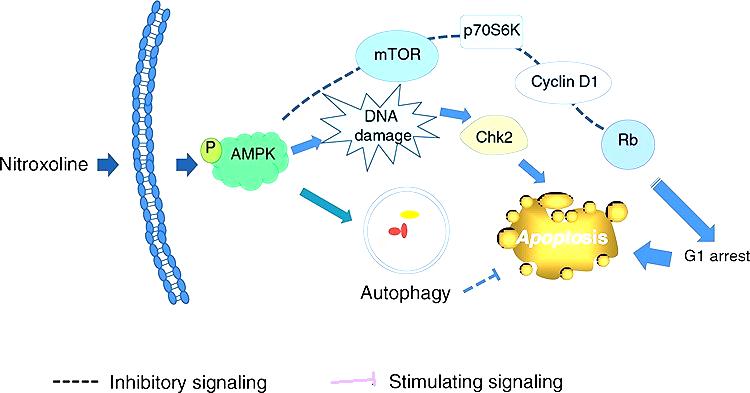 p70S6K
mTOR
Cyclin D1
DNA
damage
Chk2
Rb
P
AMPK
Nitroxoline
Apoptosis
G1 arrest
Autophagy
Inhibitory signaling
Stimulating signaling